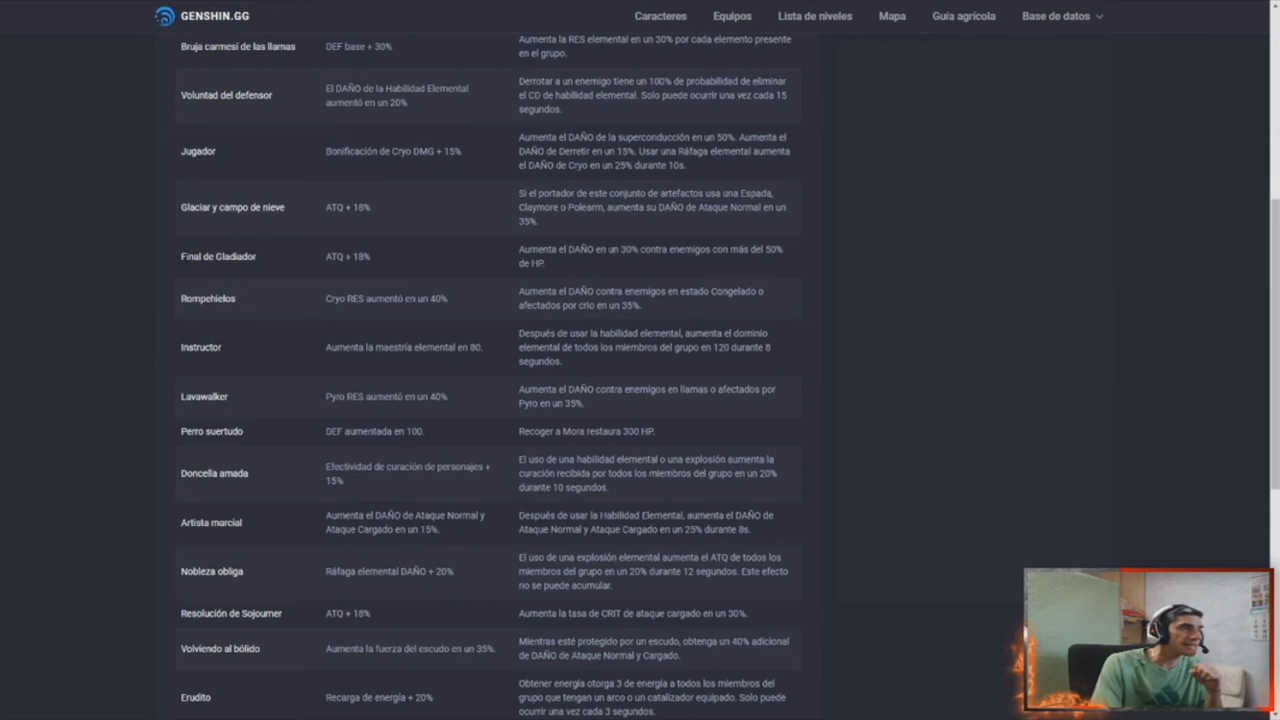 GENSHIN.GG
Caracteres
Equipos
Lista de niveles
Mapa
Guía agrícola
Base de datos
Bruja carmesí de las llamas
DEF base + 30%
Aumenta la RES elemental en un 30% por cada elemento presente
en el grupo.
Voluntad del defensor
El DAÑO de la Habilidad Elemental
aumentó en un 20%
Derrotar a un enemigo tiene un 100% de probabilidad de eliminar
el CD de habilidad elemental. Solo puede ocurrir una vez cada 15
segundos.
Jugador
Bonificación de Cryo DMG + 15%
Aumenta el DAÑO de la superconducción en un 50%. Aumenta el
DAÑO de Derretir en un 15%. Usar una Ráfaga elemental aumenta
el DAÑO de Cryo en un 25% durante 10s.
Glaciar y campo de nieve
ATQ + 18%
Si el portador de este conjunto de artefactos usa una Espada,
Claymore o Polearm, aumenta su DAÑO de Ataque Normal en un
35%.
Final de Gladiador
ATQ + 18%
Aumenta el DAÑO en un 30% contra enemigos con más del 50%
de HP.
Rompehielos
Cryo RES aumentó en un 40%
Aumenta el DAÑO contra enemigos en estado Congelado o
afectados por crio en un 35%.
Instructor
Aumenta la maestría elemental en 80.
Después de usar la habilidad elemental, aumenta el dominio
elemental de todos los miembros del grupo en 120 durante 8
segundos.
Lavawalker
Pyro RES aumentó en un 40%
Aumenta el DAÑO contra enemigos en llamas o afectados por
Pyro en un 35%.
Perro suertudo
DEF aumentada en 100.
Recoger a Mora restaura 300 HP.
Doncella amada
Efectividad de curación de personajes +
15%
El uso de una habilidad elemental o una explosión aumenta la
curación recibida por todos los miembros del grupo en un 20%
durante 10 segundos.
Artista marcial
Aumenta el DAÑO de Ataque Normal y
Ataque Cargado en un 15%.
Después de usar la Habilidad Elemental, aumenta el DAÑO de
Ataque Normal y Ataque Cargado en un 25% durante 8s.
Nobleza obliga
Ráfaga elemental DAÑO + 20%
El uso de una explosión elemental aumenta el ATQ de todos los
miembros del grupo en un 20% durante 12 segundos. Este efecto
no se puede acumular.
Resolución de Sojourner
ATQ + 18%
Aumenta la tasa de CRIT de ataque cargado en un 30%.
Volviendo al bólido
Aumenta la fuerza del escudo en un 35%.
Mientras esté protegido por un escudo, obtenga un 40% adicional
de DAÑO de Ataque Normal y Cargado.
Erudito
Recarga de energía + 20%
Obtener energía otorga 3 de energía a todos los miembros del
grupo que tengan un arco o un catalizador equipado. Solo puede
ocurrir una vez cada 3 segundos.